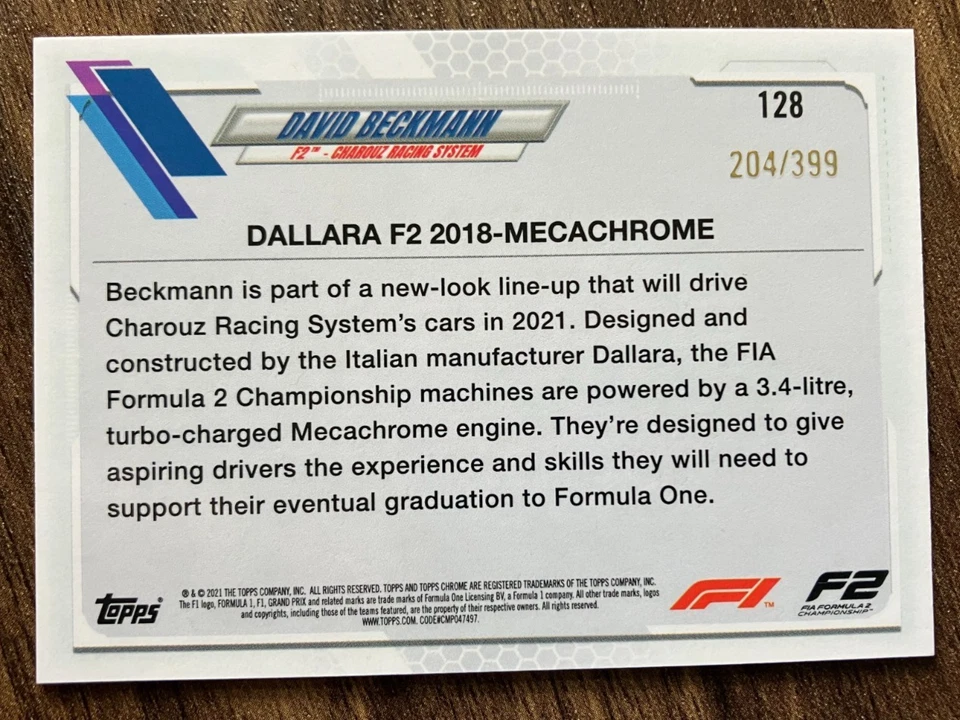 128
204/399
DAVID BECKMANN
F2™ - CHAROUZ RACING SYSTEM
DALLARA F2 2018-MECACHROME
Beckmann is part of a new-look line-up that will drive
Charouz Racing System's cars in 2021. Designed and
constructed by the Italian manufacturer Dallara, the FIA
Formula 2 Championship machines are powered by a 3.4-litre,
turbo-charged Mecachrome engine. They're designed to give
aspiring drivers the experience and skills they will need to
support their eventual graduation to Formula One.
topps®
® & © 2021 THE TOPPS COMPANY, INC. ALL RIGHTS RESERVED. TOPPS AND TOPPS CHROME ARE REGISTERED TRADEMARKS OF THE TOPPS COMPANY, INC.
The F1 logo, FORMULA 1, F1, GRAND PRIX and related marks are trade marks of Formula One Licensing BV, a Formula 1 company. All other trade marks, logos
and copyrights, including those of the teams featured, are the property of their respective owners. All rights reserved.
WWW.TOPPS.COM. CODE#CMP047497.
F1™
F2
FIA FORMULA 2
CHAMPIONSHIP™